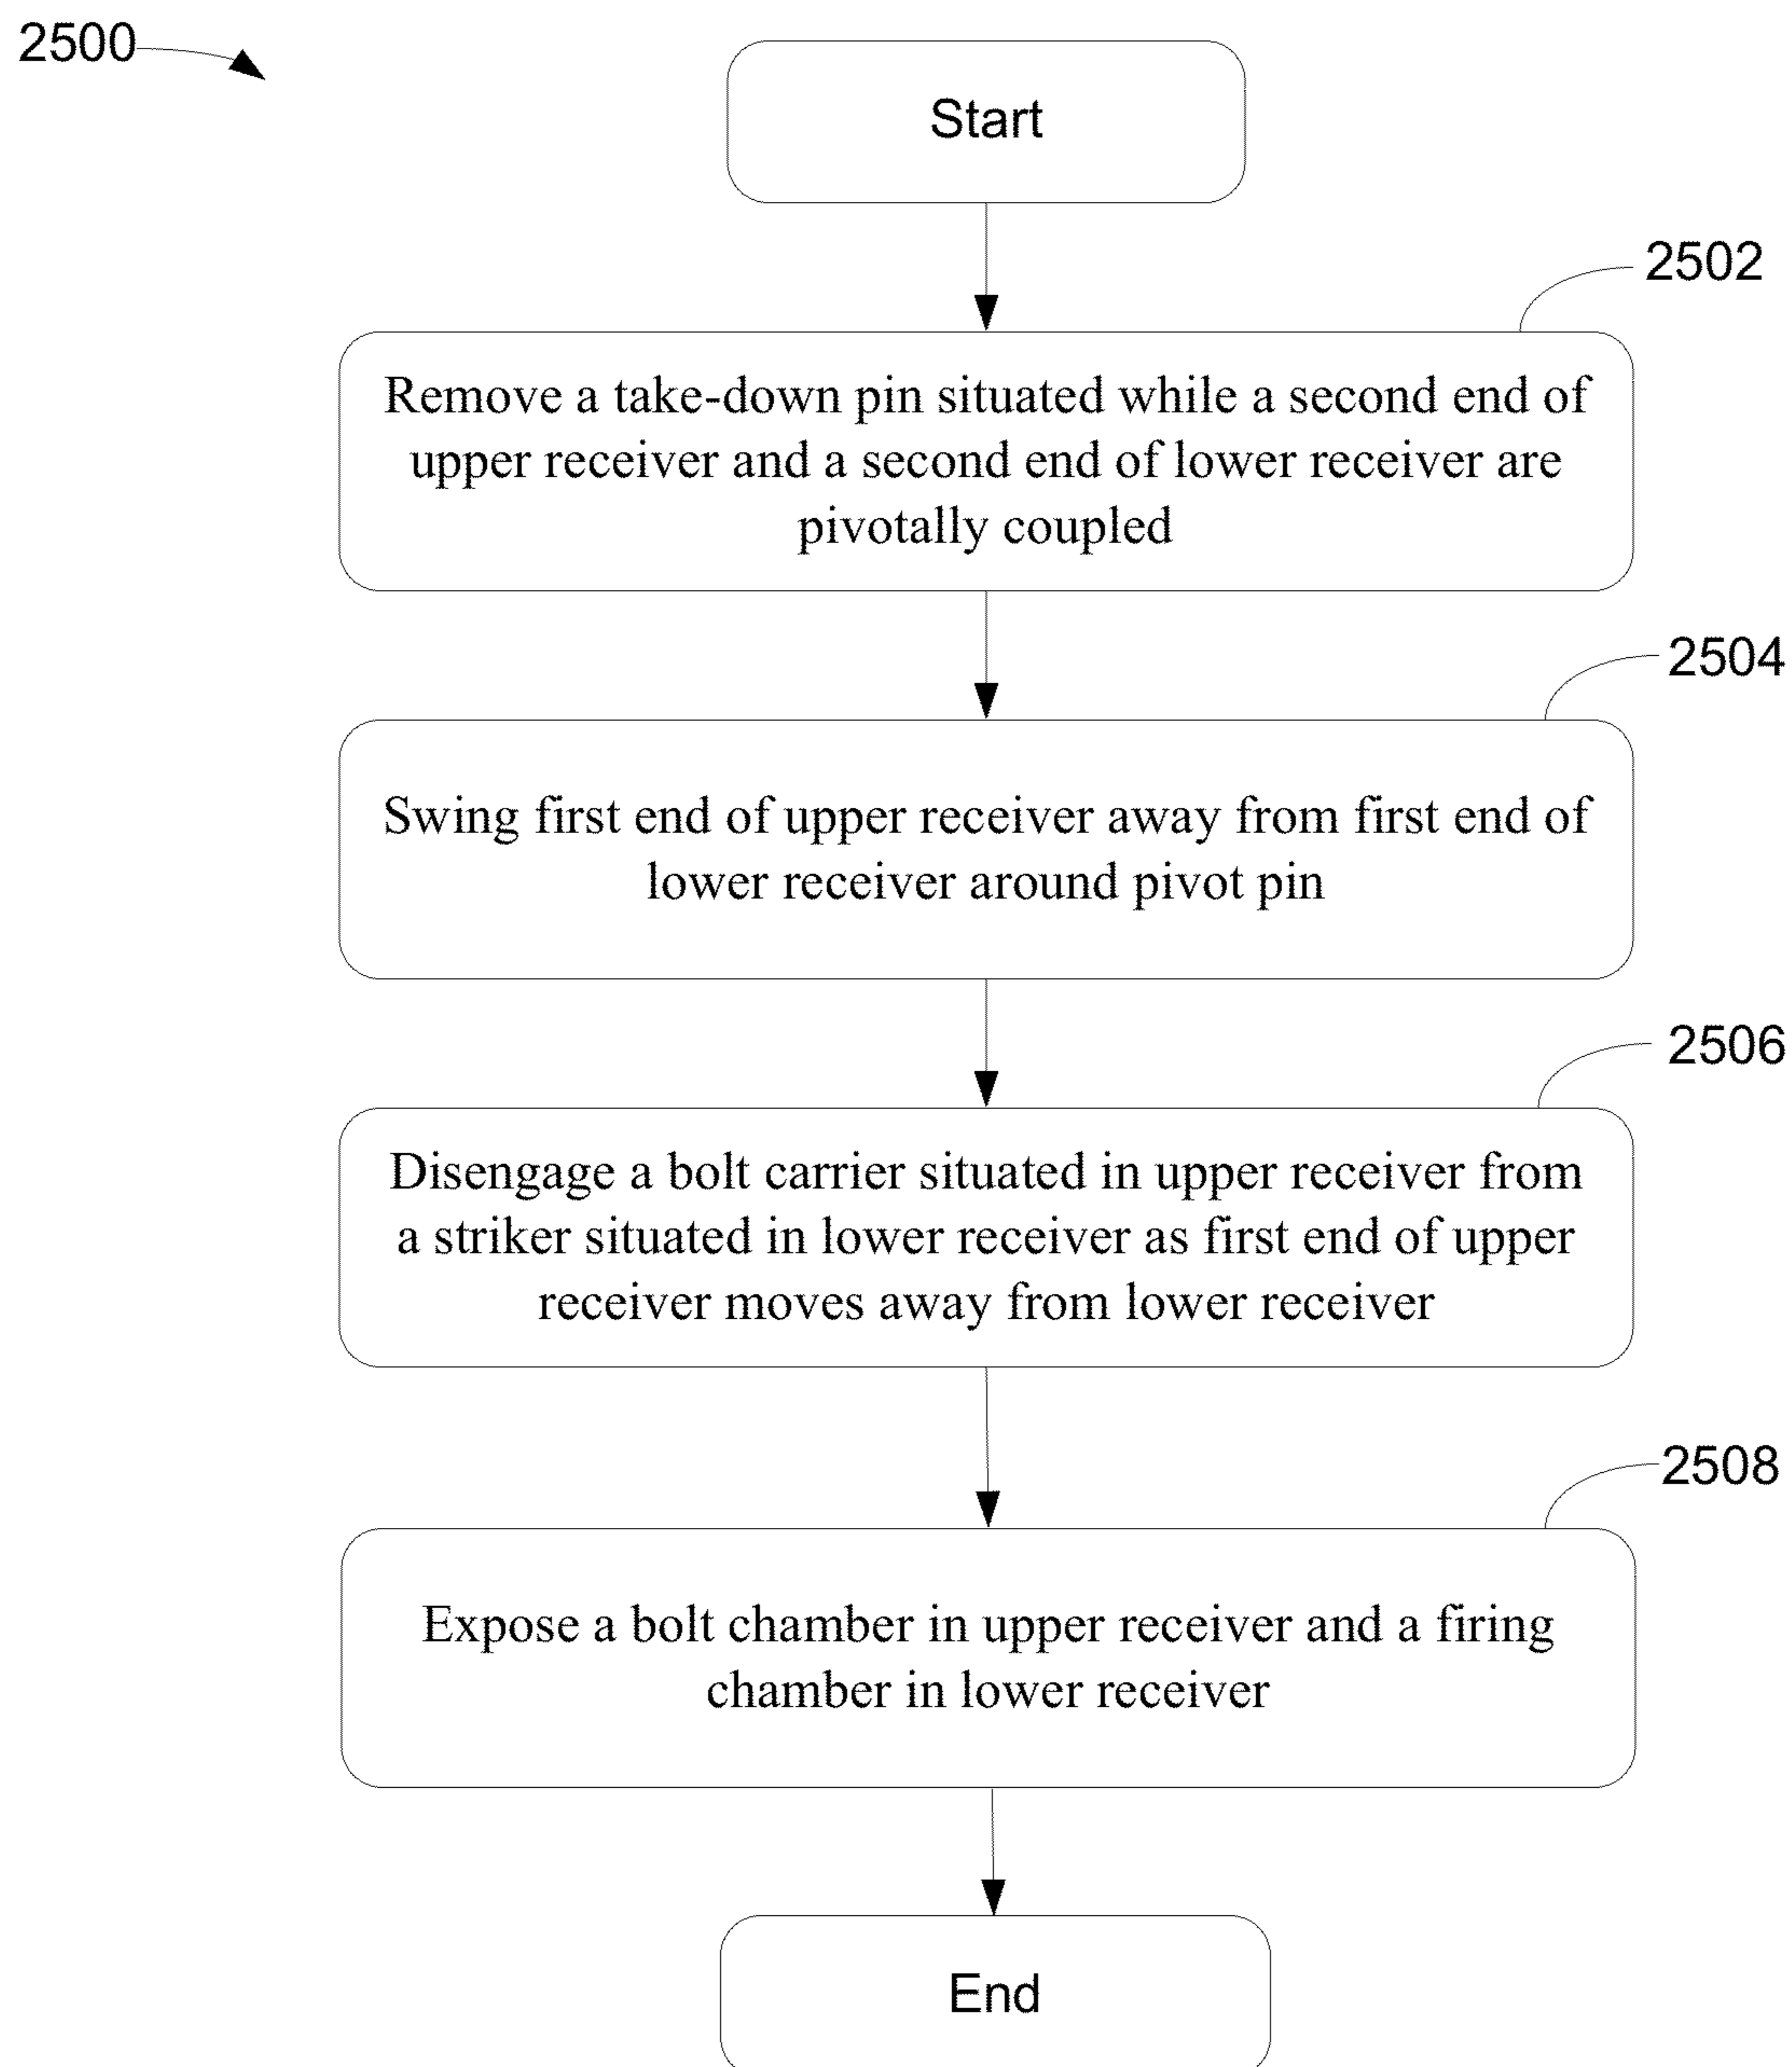 2500
Start
2502
Remove a take-down pin situated while a second end of
upper receiver and a second end of lower receiver are
pivotally coupled
2504
Swing first end of upper receiver away from first end of
lower receiver around pivot pin
2506
Disengage a bolt carrier situated in upper receiver from
a striker situated in lower receiver as first end of upper
receiver moves away from lower receiver
2508
Expose a bolt chamber in upper receiver and a firing
chamber in lower receiver
End